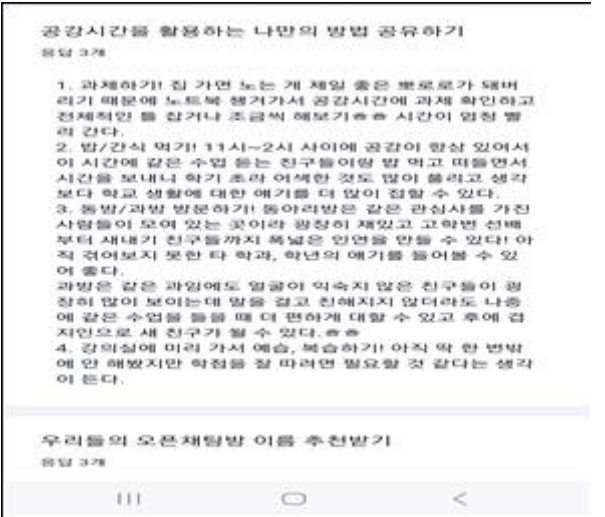 공강시간을 활용하는 나만의 방법 공유하기
응답 3개
1. 과제하기! 집 가면 노는 게 제일 좋은 뽀로로가 돼버
리기 때문에 노트북 챙겨가서 공강시간에 과제 확인하고
전체적인 틀 잡거나 조금씩 해보기ㅎㅎ 시간이 엄청 빨
리 간다.
2. 밥/간식 먹기! 11시~2시 사이에 공강이 항상 있어서
이 시간에 같은 수업 듣는 친구들이랑 밥 먹고 떠들면서
시간을 보내니 학기 초라 어색한 것도 많이 풀리고 생각
보다 학교 생활에 대한 얘기를 더 많이 접할 수 있다.
3. 동방/과방 방문하기! 동아리방은 같은 관심사를 가진
사람들이 모여 있는 곳이라 굉장히 재밌고 고학번 선배
부터 새내기 친구들까지 폭넓은 인연을 만들 수 있다! 아
직 겪어보지 못한 타 학과, 학년의 얘기를 들어볼 수 있
어 좋다.
과방은 같은 과임에도 얼굴이 익숙지 않은 친구들이 굉
장히 많이 보이는데 말을 걸고 친해지지 않더라도 나중
에 같은 수업을 들을 때 더 편하게 대할 수 있고 후에 겹
지인으로 새 친구가 될 수 있다.ㅎㅎ
4. 강의실에 미리 가서 예습, 복습하기! 아직 딱 한 번밖
에 안 해봤지만 학점을 잘 따려면 필요할 것 같다는 생각
이 든다.
우리들의 오픈채팅방 이름 추천받기
응답 3개